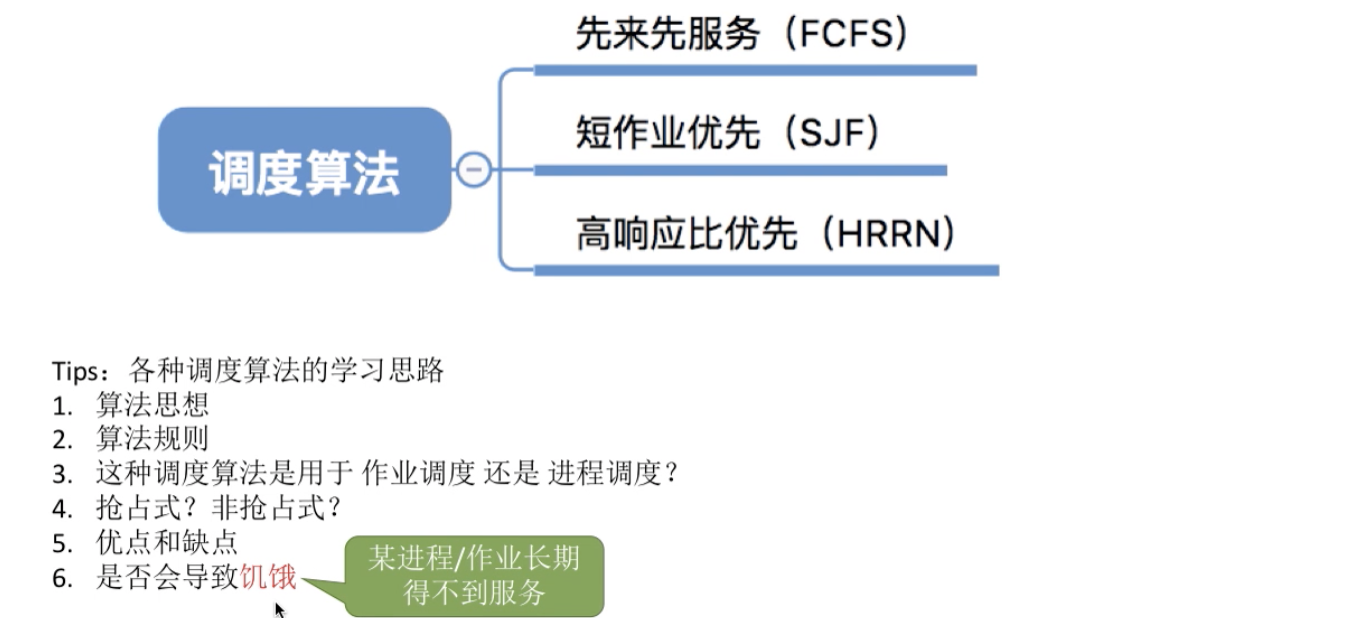 先来先服务（FCFS）
短作业优先（SJF）
调度算法
高响应比优先（HRRN）
Tips：各种调度算法的学习思路
1. 算法思想
2. 算法规则
3. 这种调度算法是用于 作业调度 还是 进程调度？
4. 抢占式？非抢占式？
5. 优点和缺点
6. 是否会导致饥饿
某进程/作业长期
得不到服务